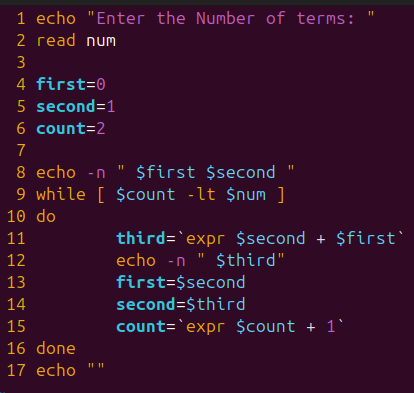 1 echo "Enter the Number of terms: "
2 read num
3
4 first=0
5 second=1
6 count=2
7
8 echo -n " $first $second "
9 while [ $count -lt $num ]
10 do
11         third=`expr $second + $first`
12         echo -n " $third"
13         first=$second
14         second=$third
15         count=`expr $count + 1`
16 done
17 echo ""